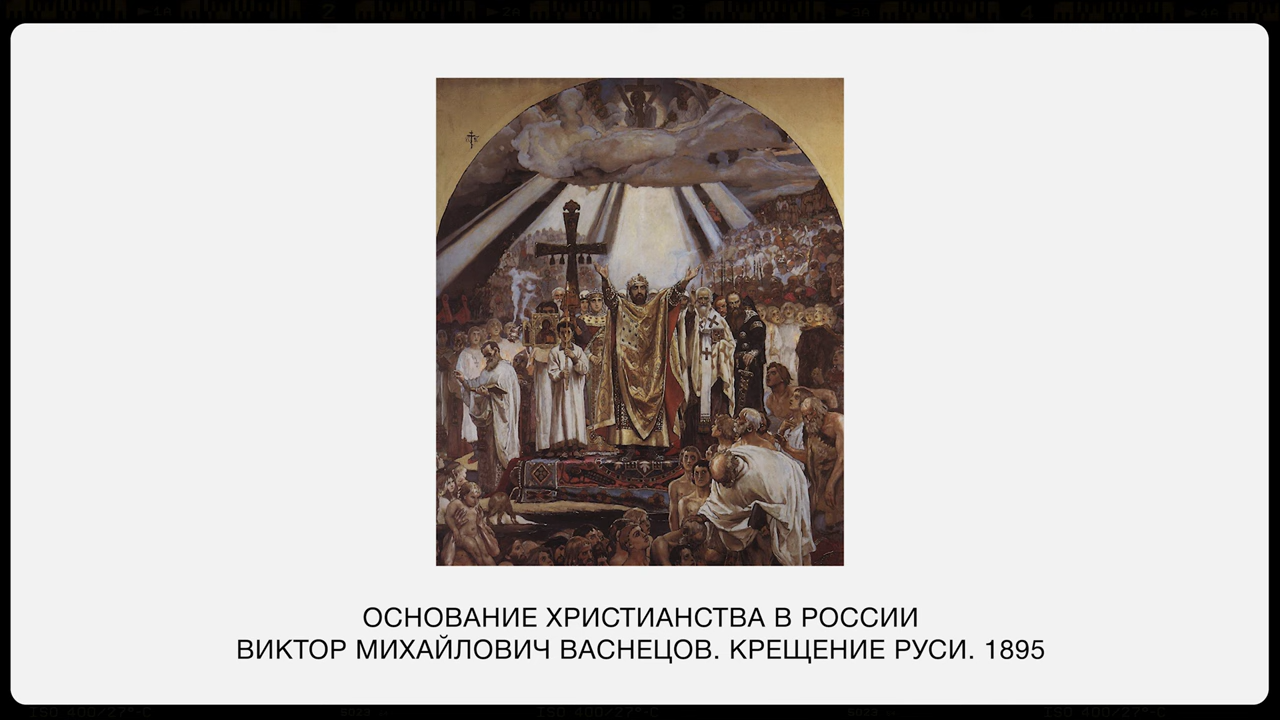 ОСНОВАНИЕ ХРИСТИАНСТВА В РОССИИ
ВИКТОР МИХАЙЛОВИЧ ВАСНЕЦОВ. КРЕЩЕНИЕ РУСИ. 1895